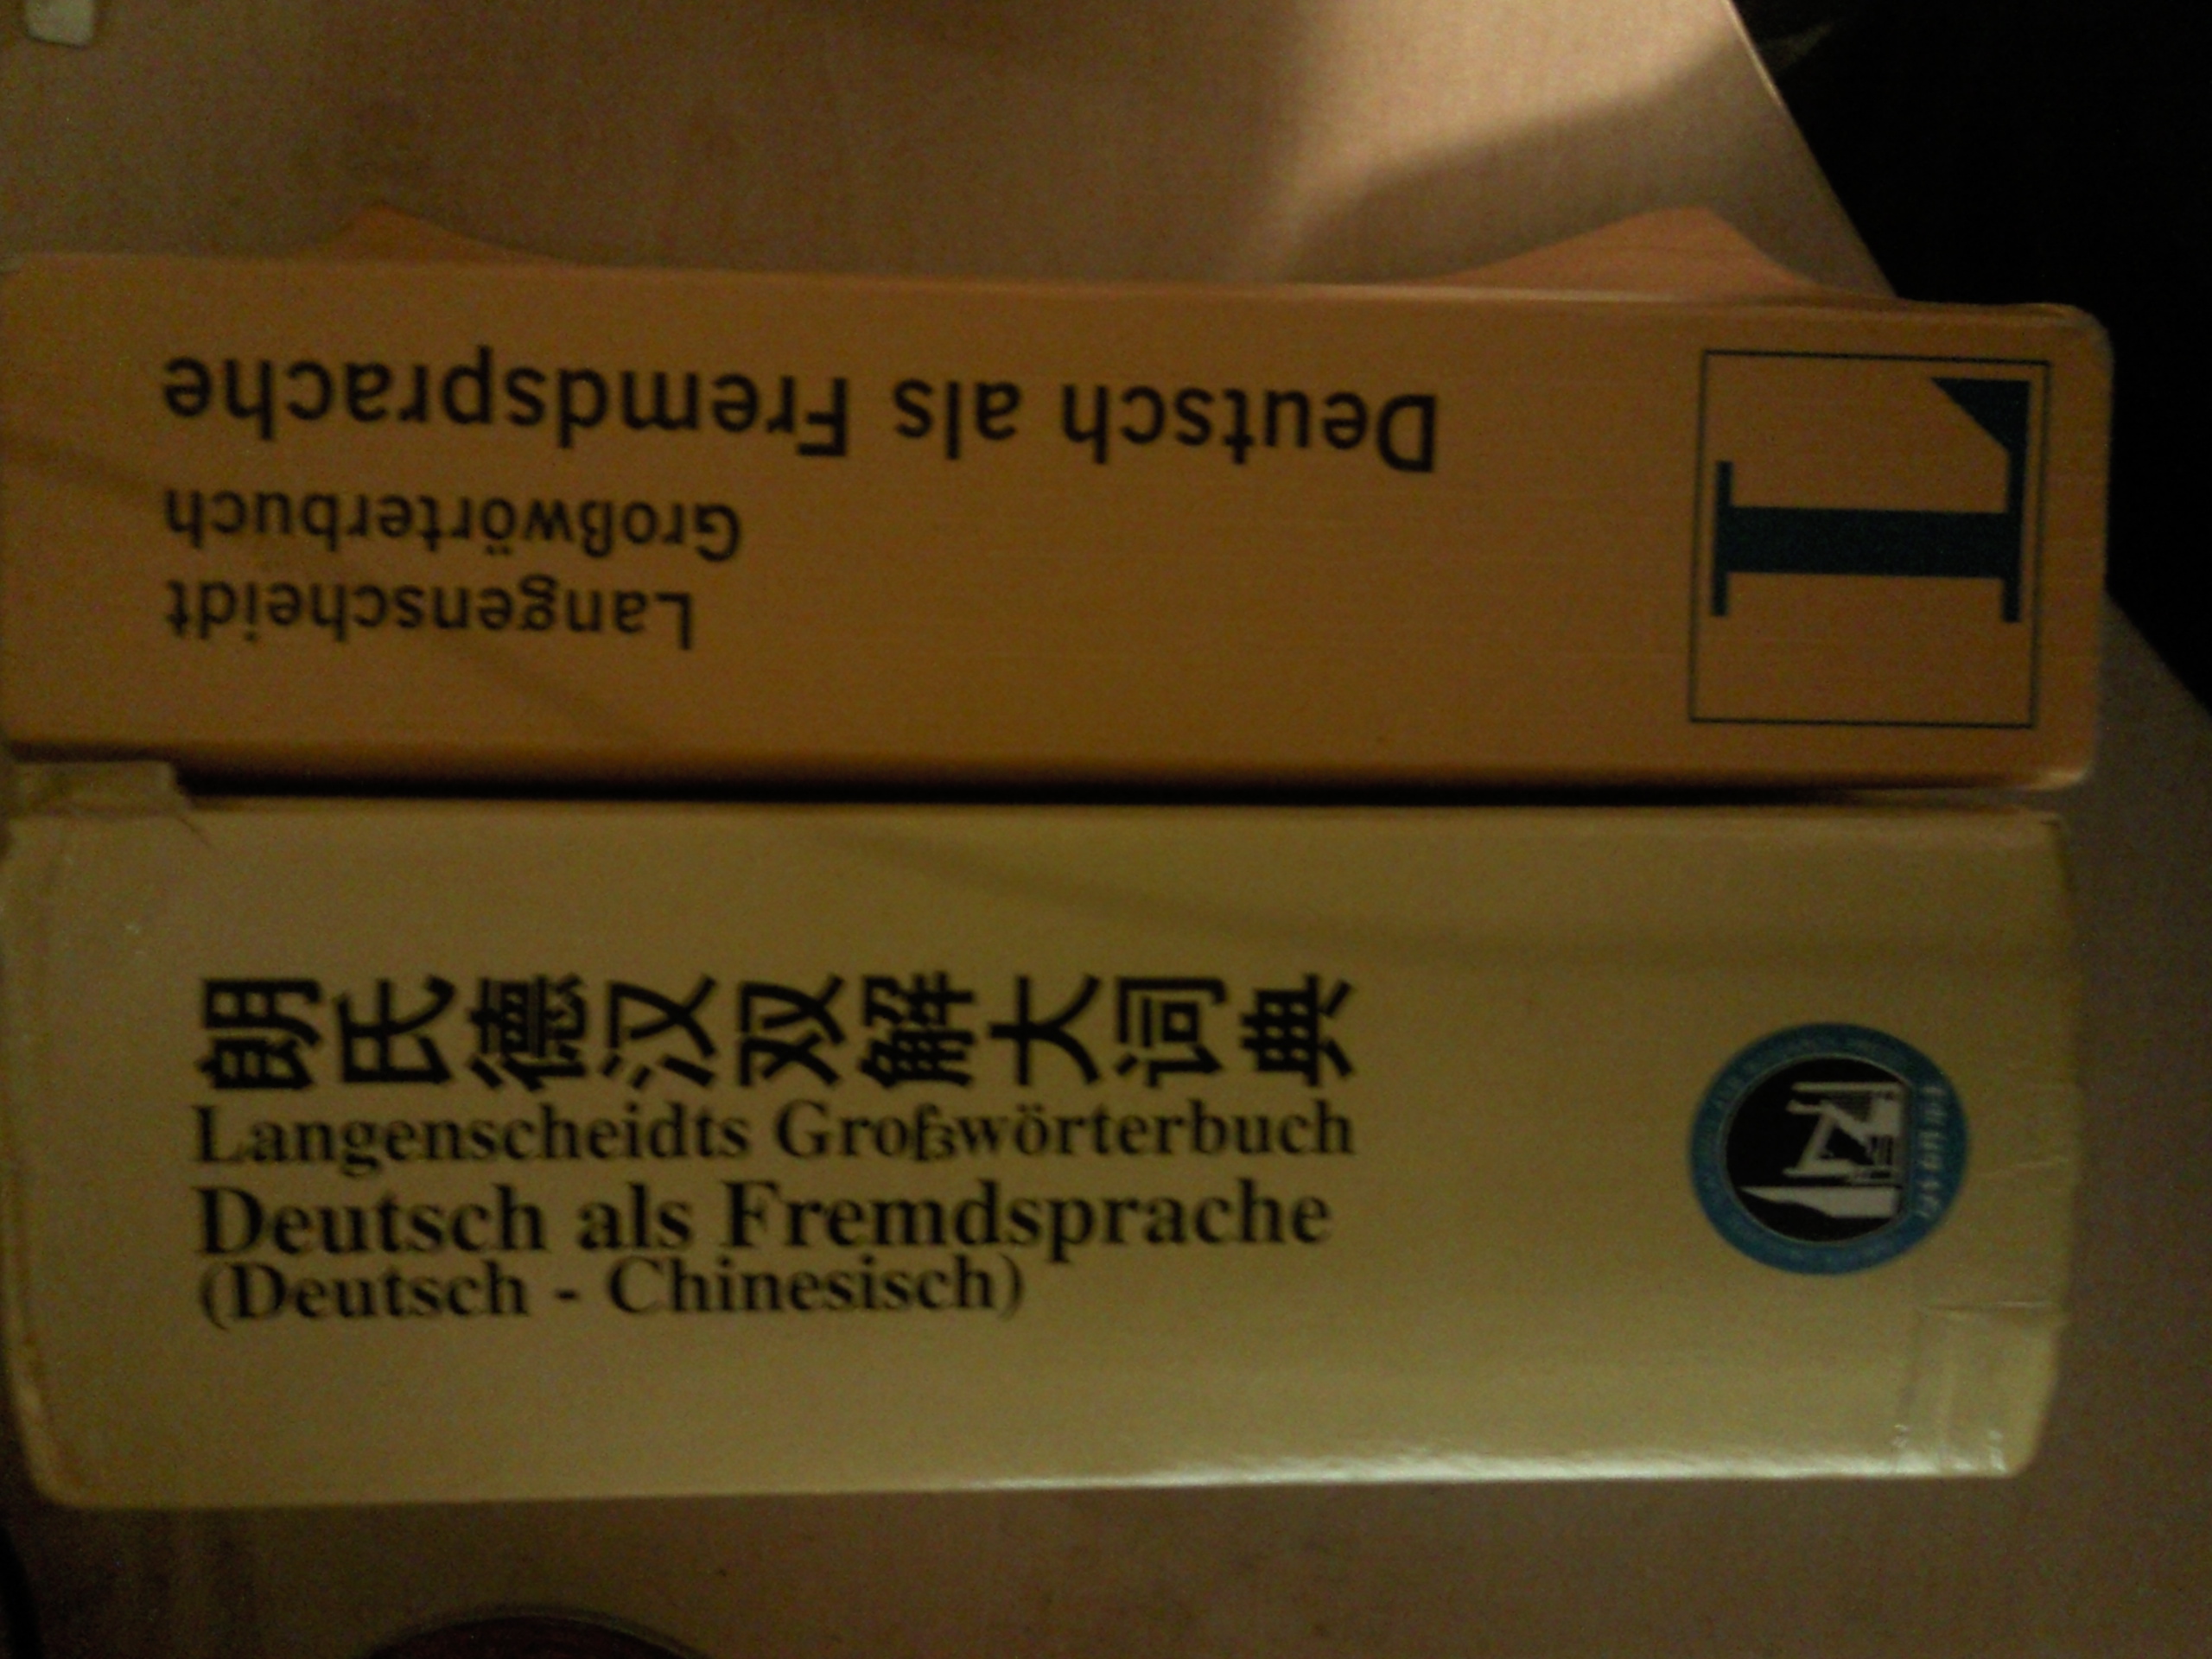 Langenscheidt
Großwörterbuch
Deutsch als Fremdsprache
L
朗氏德汉双解大词典
Langenscheidts Großwörterbuch
Deutsch als Fremdsprache
(Deutsch - Chinesisch)